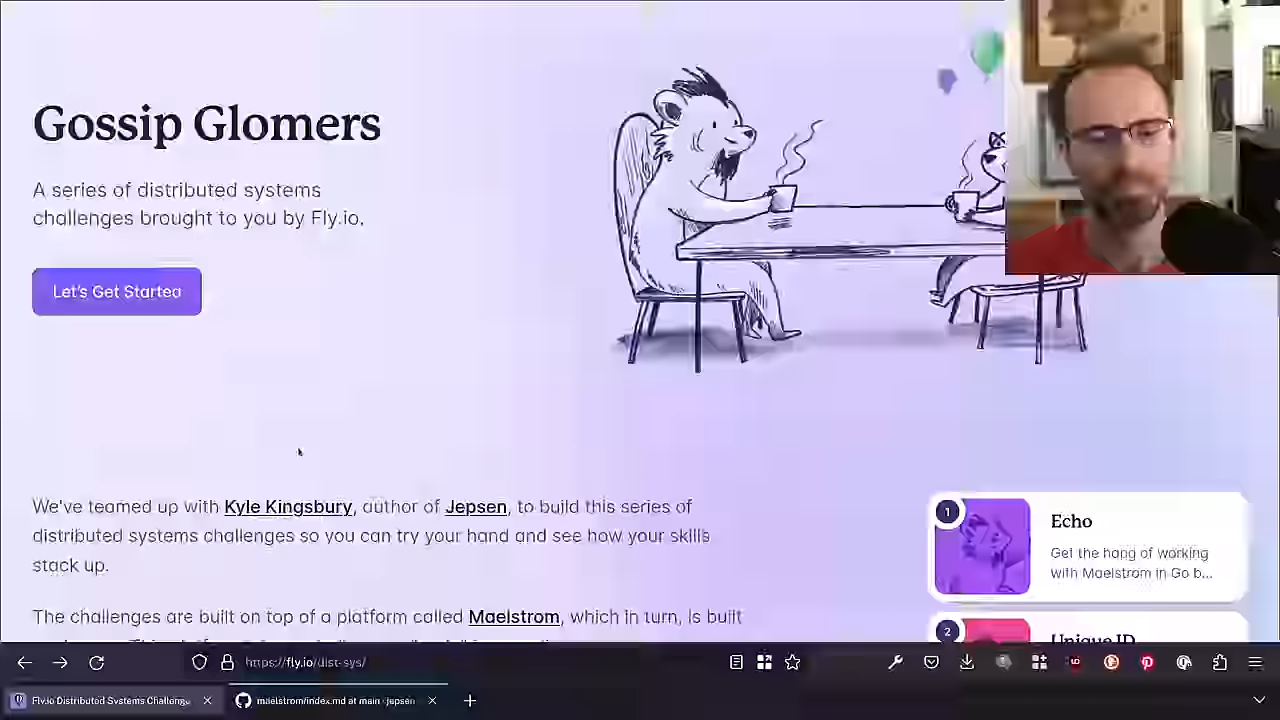 Gossip Glomers
A series of distributed systems
challenges brought to you by Fly.io.
Let's Get Started
We've teamed up with Kyle Kingsbury, author of Jepsen, to build this series of
distributed systems challenges so you can try your hand and see how your skills
stack up.
The challenges are built on top of a platform called Maelstrom, which in turn, is built
1
Echo
Get the hang of working
with Maelstrom in Go b...
2
Unique ID
https://fly.io/dist-sys/
Fly.io Distributed Systems Challenge
maelstrom/index.md at main · jepsen